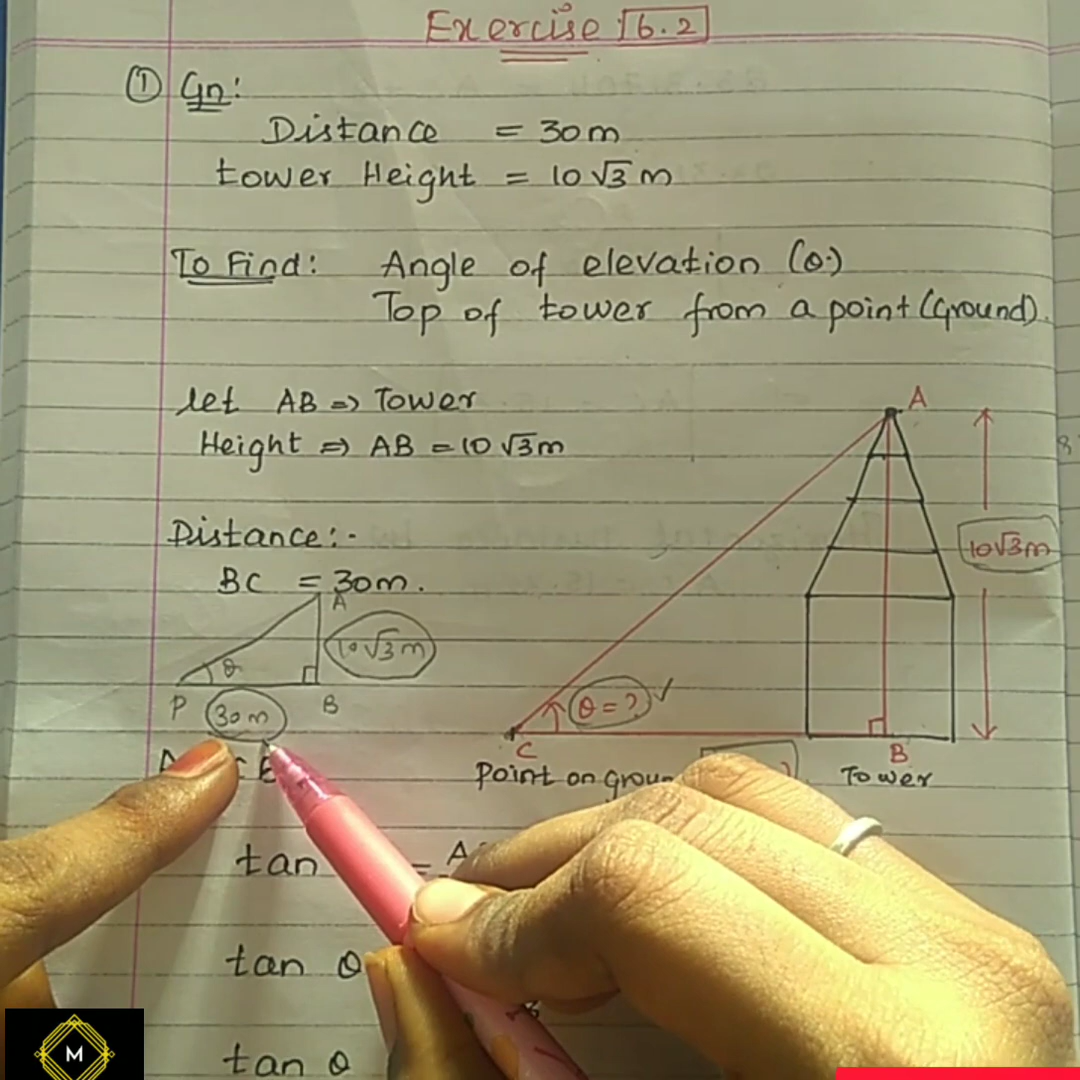 Exercise 6.2
① Gn:
Distance = 30m
tower Height = 10√3 m
To Find: Angle of elevation (θ)
Top of tower from a point (Ground).
let AB => Tower
Height => AB = 10√3m
Distance:-
BC = 30m.
A
10√3m
θ
P
30m
B
A
10√3m
θ = ?
C
B
Point on
Tower
tan =
tan θ
tan θ
M